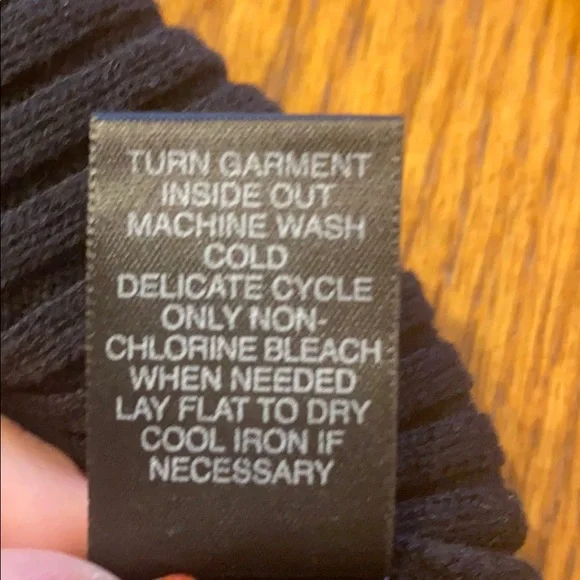 TURN GARMENT
INSIDE OUT
MACHINE WASH
COLD
DELICATE CYCLE
ONLY NON-
CHLORINE BLEACH
WHEN NEEDED
LAY FLAT TO DRY
COOL IRON IF
NECESSARY